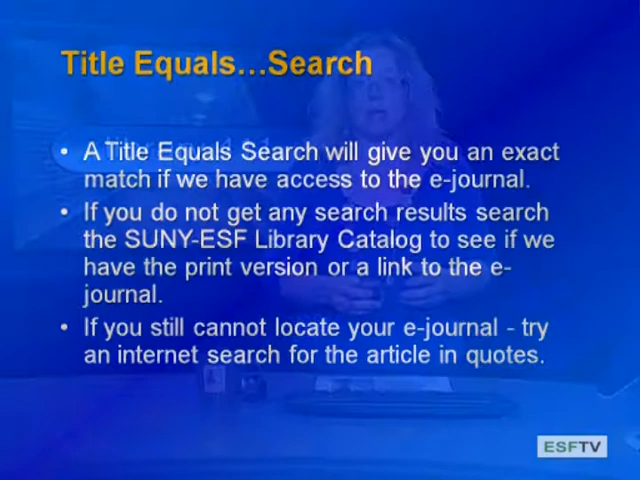 Title Equals...Search
• A Title Equals Search will give you an exact
match if we have access to the e-journal.
• If you do not get any search results search
the SUNY-ESF Library Catalog to see if we
have the print version or a link to the e-
journal.
• If you still cannot locate your e-journal - try
an internet search for the article in quotes.
ESFTV